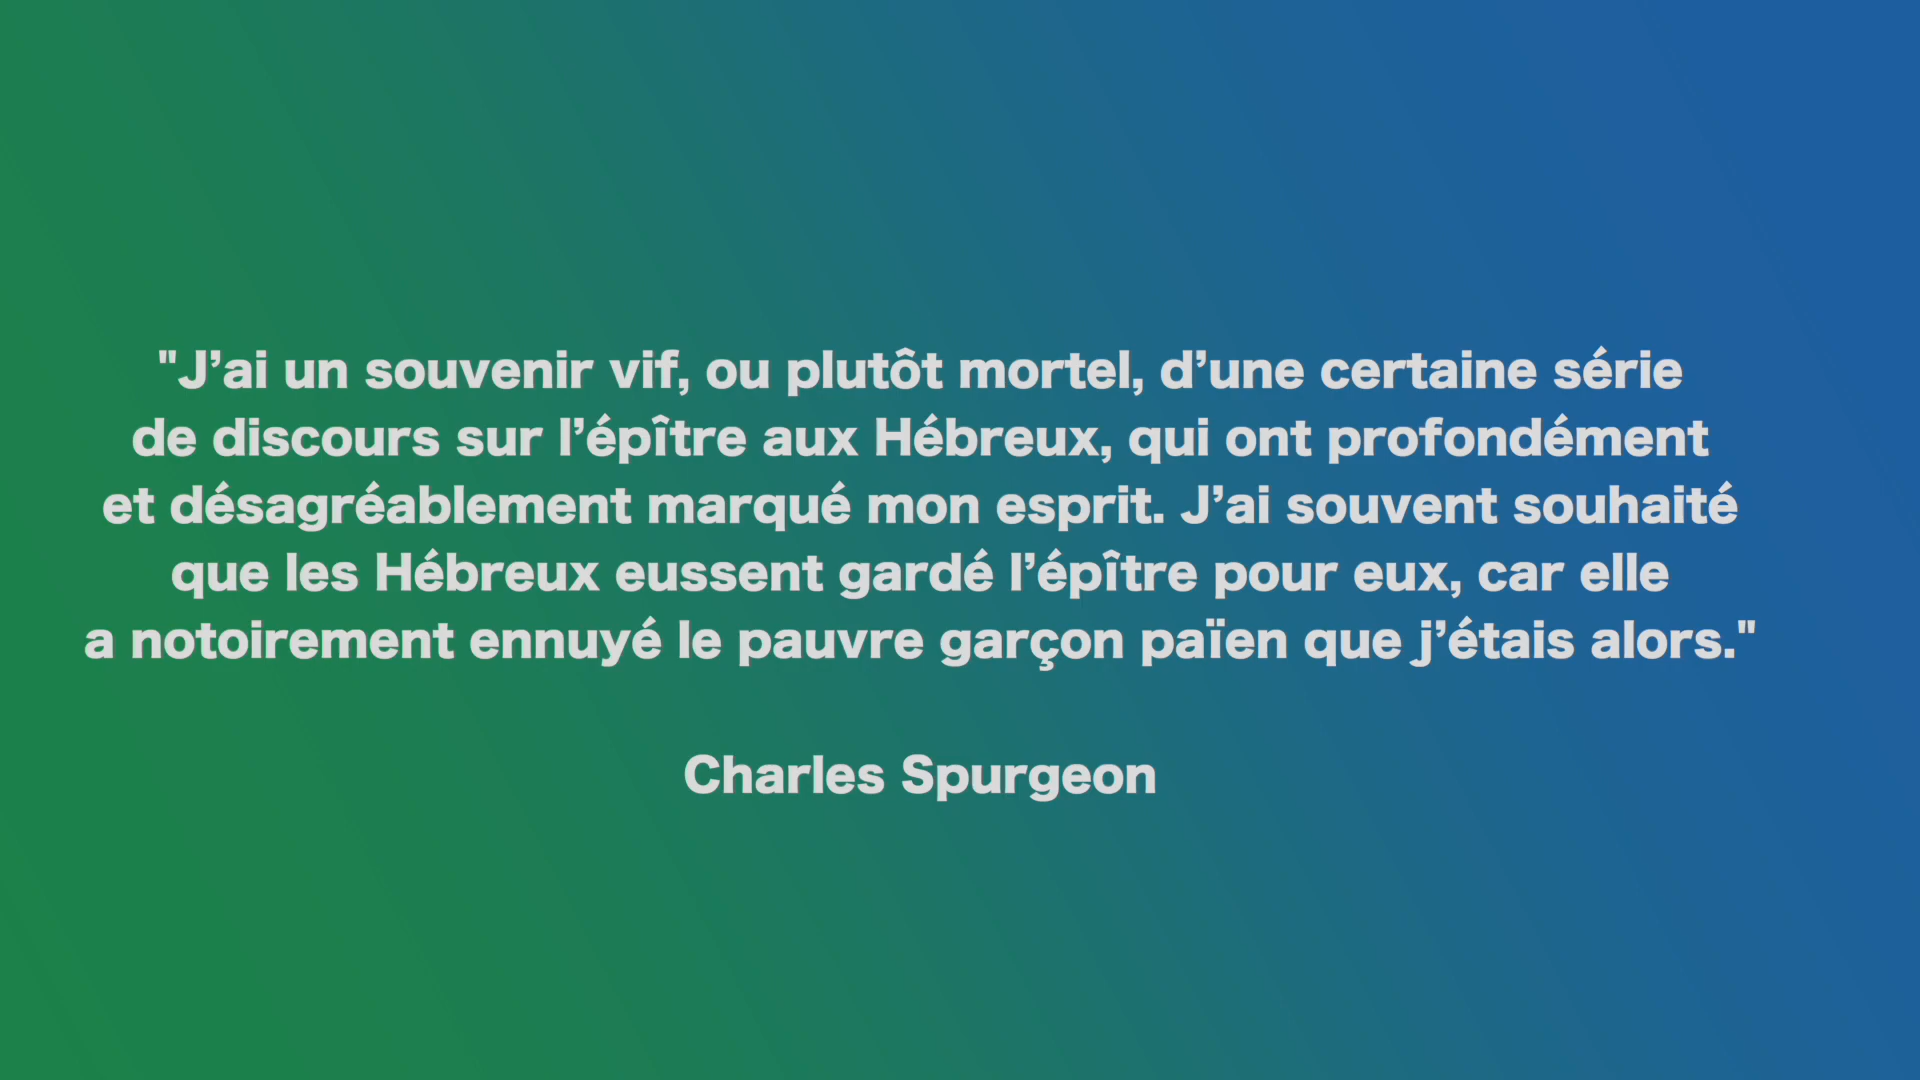 "J’ai un souvenir vif, ou plutôt mortel, d’une certaine série
de discours sur l’épître aux Hébreux, qui ont profondément
et désagréablement marqué mon esprit. J’ai souvent souhaité
que les Hébreux eussent gardé l’épître pour eux, car elle
a notoirement ennuyé le pauvre garçon païen que j’étais alors."
Charles Spurgeon